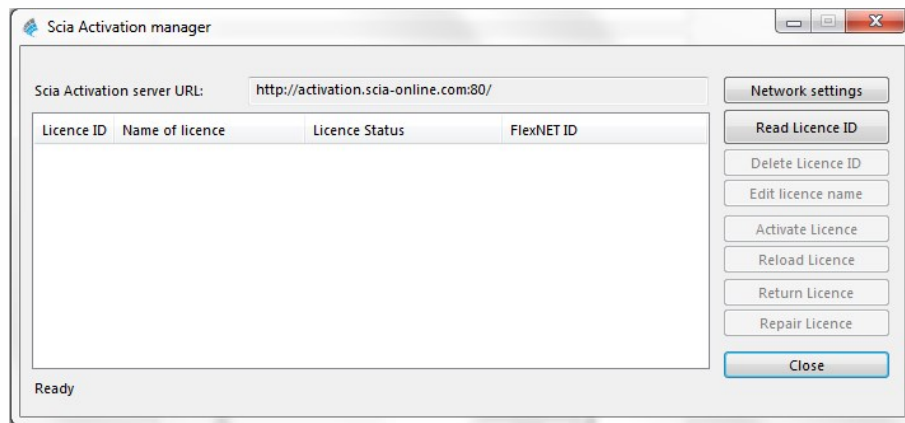 Scia Activation manager
Scia Activation server URL: http://activation.scia-online.com:80/ Network settings
Licence ID Name of licence Licence Status FlexNET ID Read Licence ID
Delete Licence ID
Edit licence name
Activate Licence
Reload Licence
Return Licence
Repair Licence
Close
Ready